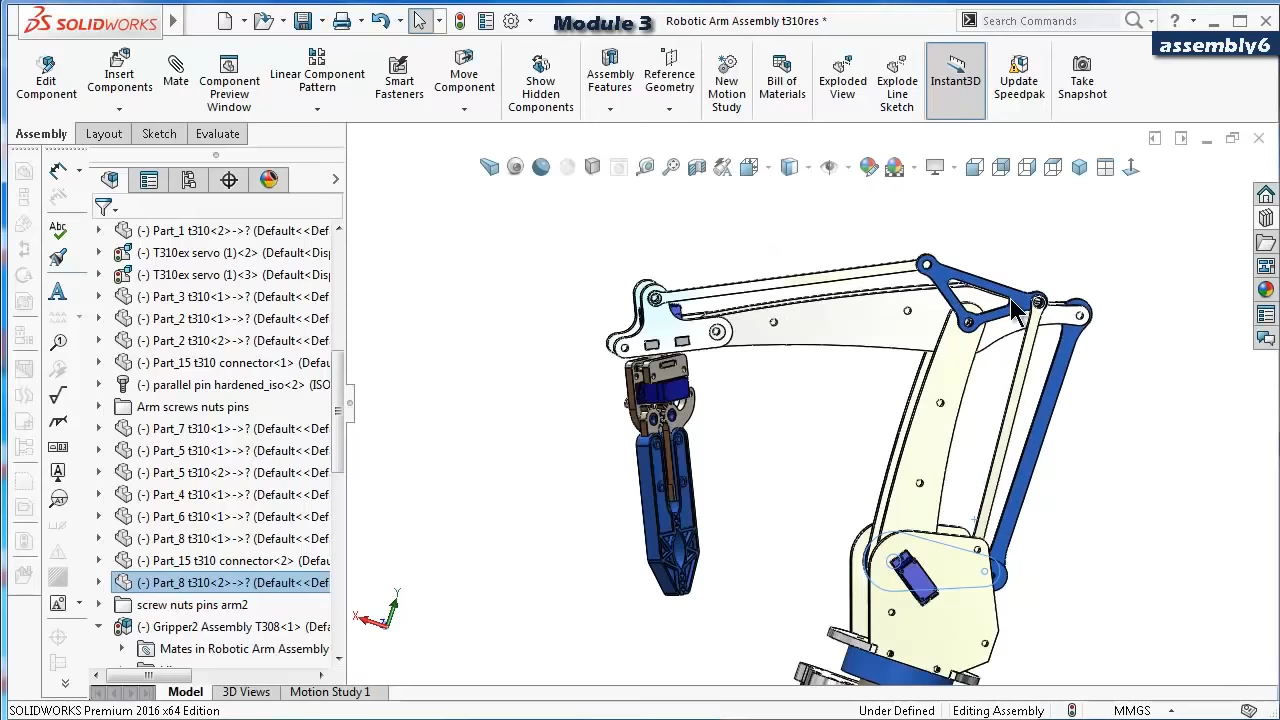 SOLIDWORKS
Module 3
Robotic Arm Assembly t310res *
Search Commands
assembly6
Edit
Component
Insert
Components
Mate
Component
Preview
Window
Linear Component
Pattern
Smart
Fasteners
Move
Component
Show
Hidden
Components
Assembly
Features
Reference
Geometry
New
Motion
Study
Bill of
Materials
Exploded
View
Explode
Line
Sketch
Instant3D
Update
Speedpak
Take
Snapshot
Assembly
Layout
Sketch
Evaluate
(-) Part_1 t310<2>->? (Default<<Def
(-) T310ex servo (1)<2> (Default<Disp
(-) T310ex servo (1)<3> (Default<Disp
(-) Part_3 t310<1>->? (Default<<Def
(-) Part_2 t310<1>->? (Default<<Def
(-) Part_2 t310<2>->? (Default<<Def
(-) Part_15 t310 connector<1> (Defau
(-) parallel pin hardened_iso<2> (ISO
Arm screws nuts pins
(-) Part_7 t310<1>->? (Default<<Def
(-) Part_5 t310<1>->? (Default<<Def
(-) Part_5 t310<2>->? (Default<<Def
(-) Part_4 t310<1>->? (Default<<Def
(-) Part_6 t310<1>->? (Default<<Def
(-) Part_8 t310<1>->? (Default<<Def
(-) Part_15 t310 connector<2> (Defau
(-) Part_8 t310<2>->? (Default<<Def
screw nuts pins arm2
(-) Gripper2 Assembly T308<1> (Defa
Mates in Robotic Arm Assembly
Abc
A
X
Y
Model
3D Views
Motion Study 1
SOLIDWORKS Premium 2016 x64 Edition
Under Defined
Editing Assembly
MMGS